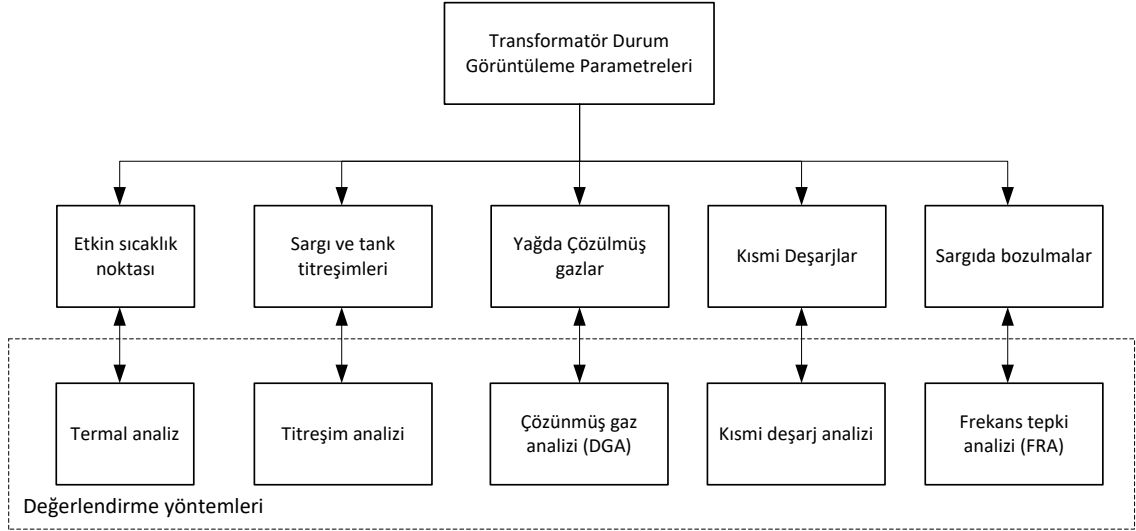 Transformatör Durum
Görüntüleme Parametreleri
Etkin sıcaklık
noktası
Sargı ve tank
titreşimleri
Yağda Çözülmüş
gazlar
Kısmi Deşarjlar
Sargıda bozulmalar
Termal analiz
Titreşim analizi
Çözünmüş gaz
analizi (DGA)
Kısmi deşarj analizi
Frekans tepki
analizi (FRA)
Değerlendirme yöntemleri